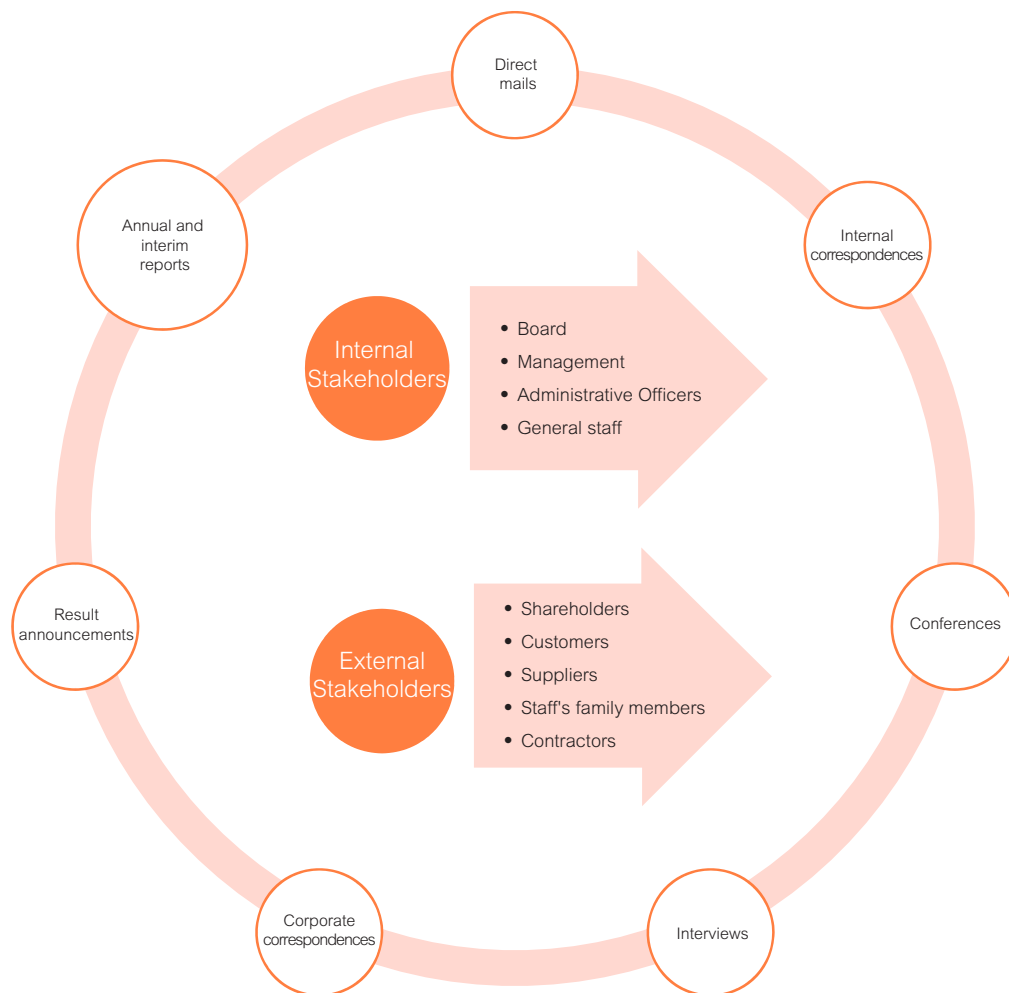 Direct
mails
Annual and
interim
reports
Internal
correspondences
Internal
Stakeholders
• Board
• Management
• Administrative Officers
• General staff
External
Stakeholders
• Shareholders
• Customers
• Suppliers
• Staff's family members
• Contractors
Result
announcements
Conferences
Corporate
correspondences
Interviews